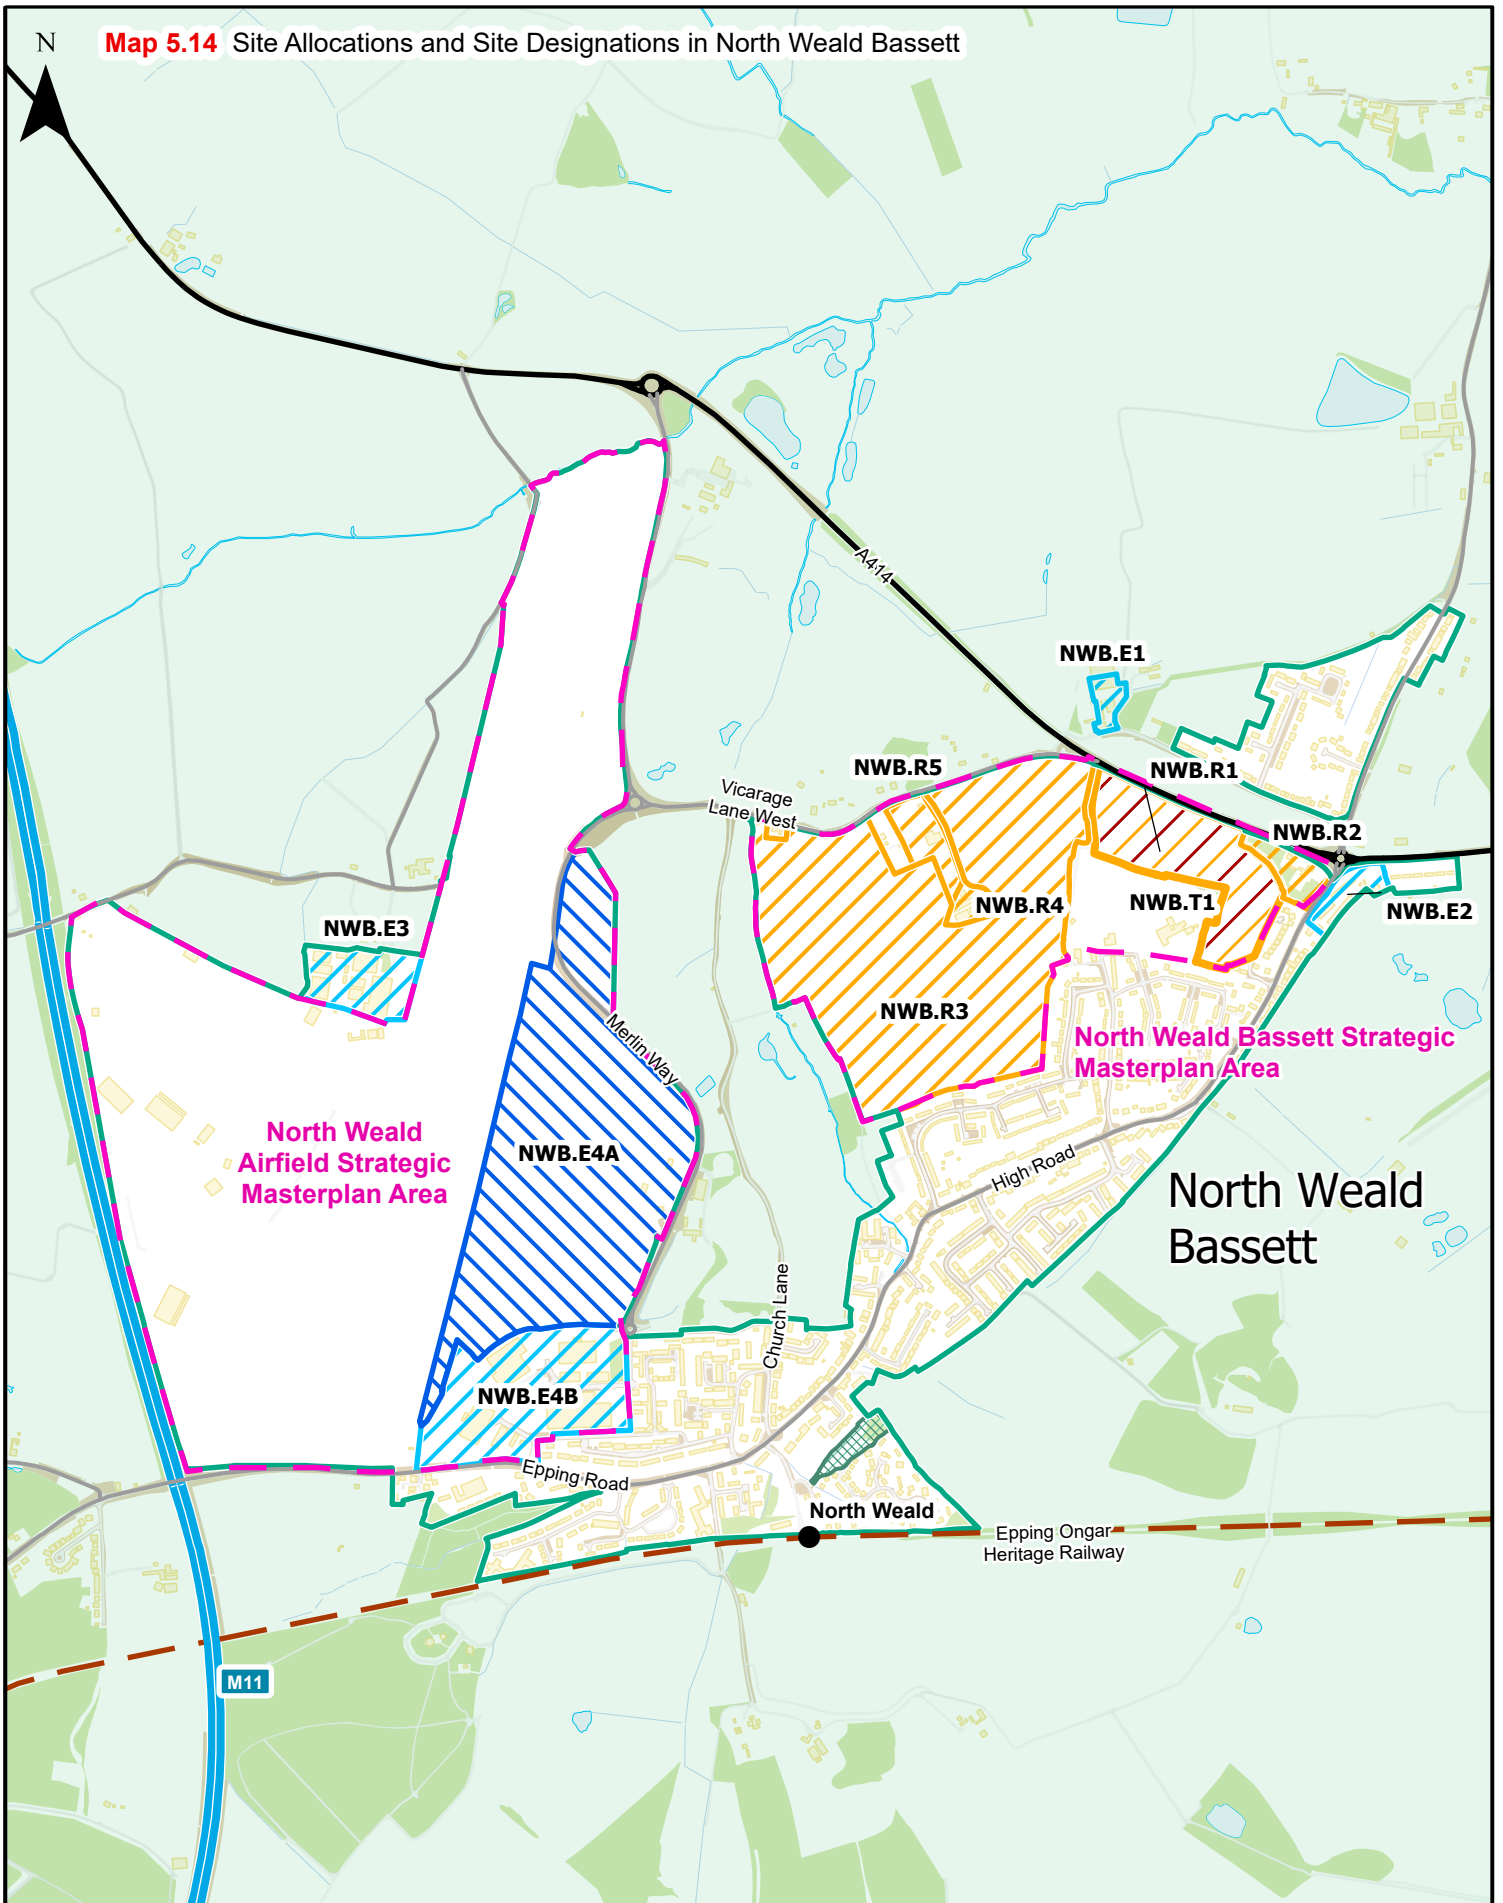 N
Map 5.14 Site Allocations and Site Designations in North Weald Bassett
A414
NWB.E1
NWB.R5
NWB.R1
Vicarage
Lane West
NWB.R2
NWB.R4
NWB.T1
NWB.E2
NWB.E3
NWB.R3
Merlin Way
North Weald Bassett Strategic
Masterplan Area
North Weald
Airfield Strategic
Masterplan Area
NWB.E4A
High Road
North Weald
Bassett
Church Lane
NWB.E4B
Epping Road
North Weald
Epping Ongar
Heritage Railway
M11